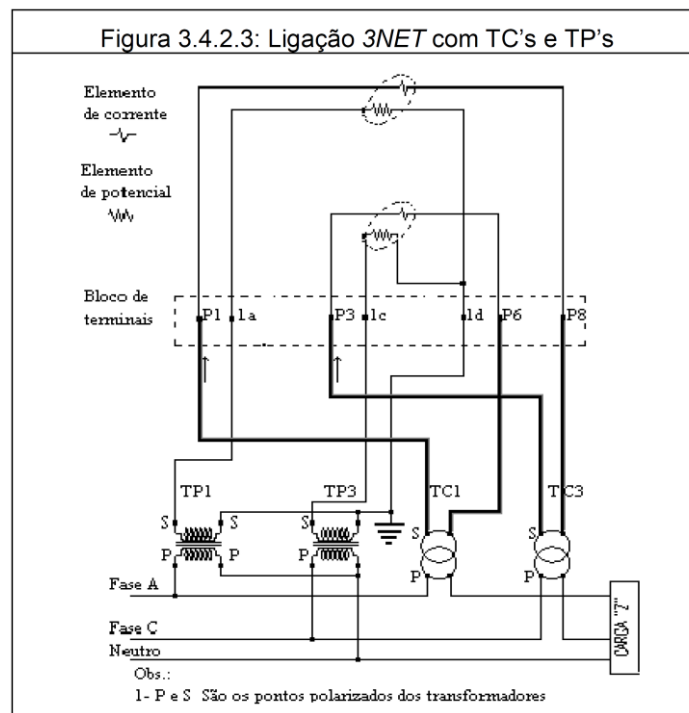 Figura 3.4.2.3: Ligação 3NET com TC's e TP's
Elemento
de corrente
Elemento
de potencial
Bloco de
terminais
P1 1a P3 1c 1d P6 P8
TP1 TP3 TC1 TC3
S S S S S
P P P P P
Fase A
Fase C
Neutro
CARGA "Z"
Obs.:
1- P e S São os pontos polarizados dos transformadores